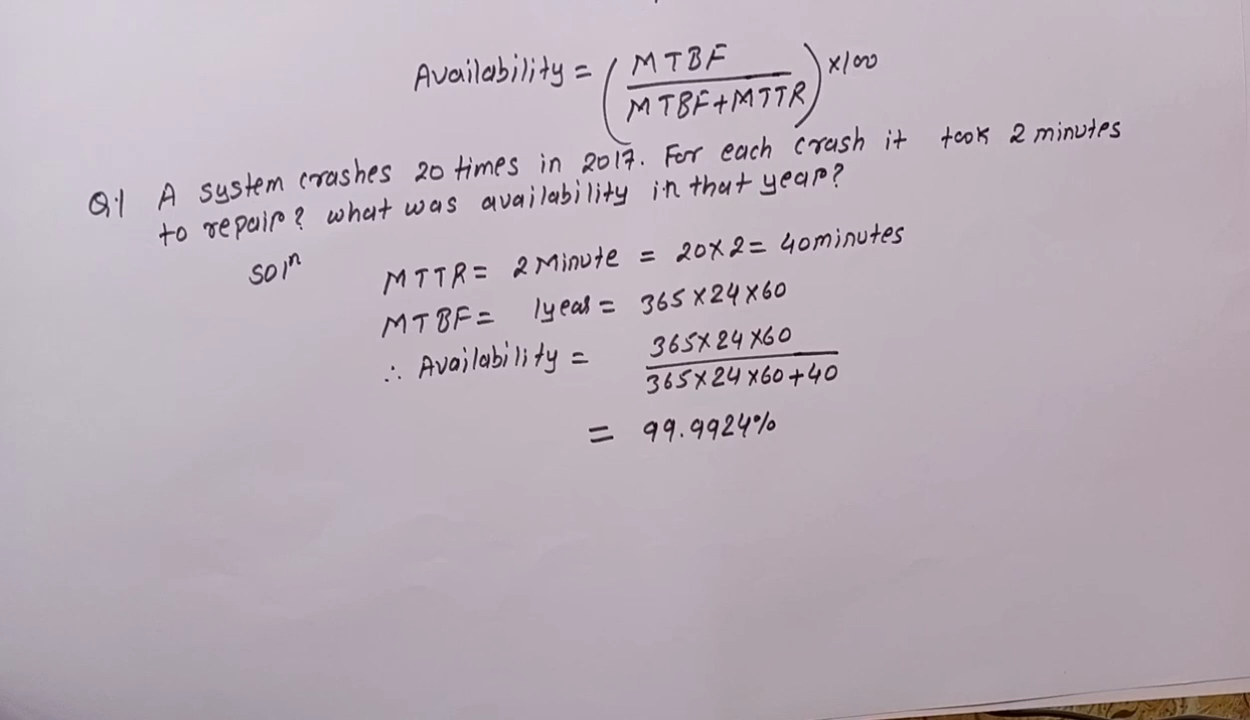 Availability = (MTBF / MTBF+MTTR) ×100
Q.1 A system crashes 20 times in 2017. For each crash it took 2 minutes
to repair? what was availability in that year?
Solⁿ
MTTR = 2 Minute = 20×2 = 40minutes
MTBF = 1year = 365×24×60
∴ Availability = 365×24×60 / 365×24×60+40
= 99.9924%